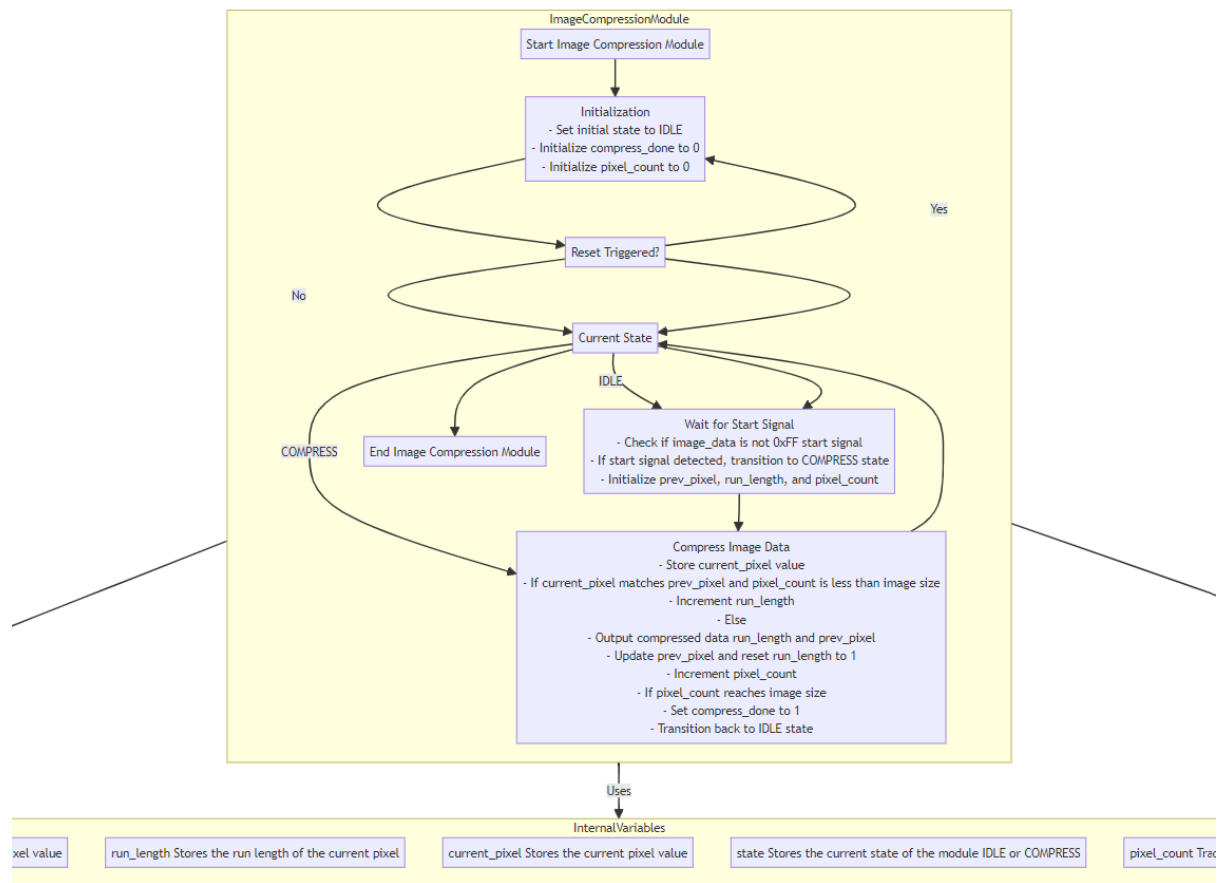 ImageCompressionModule
Start Image Compression Module
Initialization
- Set initial state to IDLE
- Initialize compress_done to 0
- Initialize pixel_count to 0
Yes
Reset Triggered?
No
Current State
IDLE
Wait for Start Signal
- Check if image_data is not 0xFF start signal
- If start signal detected, transition to COMPRESS state
- Initialize prev_pixel, run_length, and pixel_count
End Image Compression Module
COMPRESS
Compress Image Data
- Store current_pixel value
- If current_pixel matches prev_pixel and pixel_count is less than image size
- Increment run_length
- Else
- Output compressed data run_length and prev_pixel
- Update prev_pixel and reset run_length to 1
- Increment pixel_count
- If pixel_count reaches image size
- Set compress_done to 1
- Transition back to IDLE state
Uses
InternalVariables
xel value
run_length Stores the run length of the current pixel
current_pixel Stores the current pixel value
state Stores the current state of the module IDLE or COMPRESS
pixel_count Trac